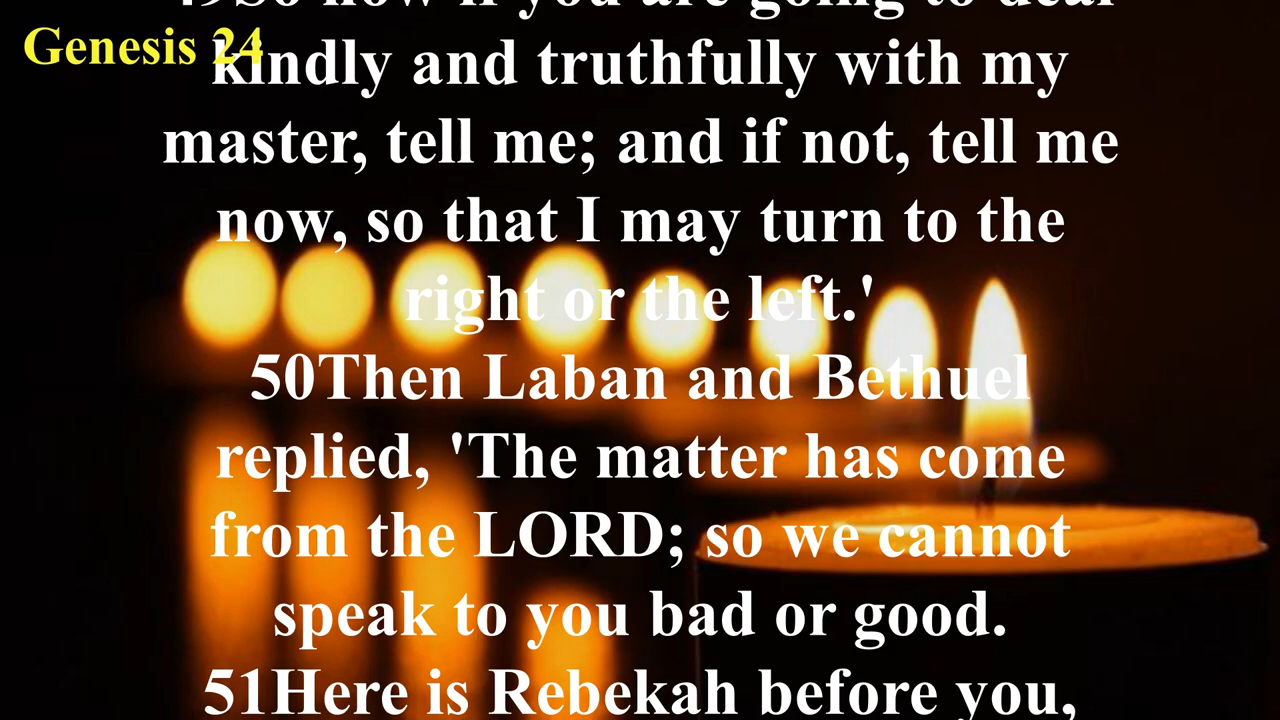 49So now if you are going to deal
Genesis 24
kindly and truthfully with my
master, tell me; and if not, tell me
now, so that I may turn to the
right or the left.'
50Then Laban and Bethuel
replied, 'The matter has come
from the LORD; so we cannot
speak to you bad or good.
51Here is Rebekah before you,